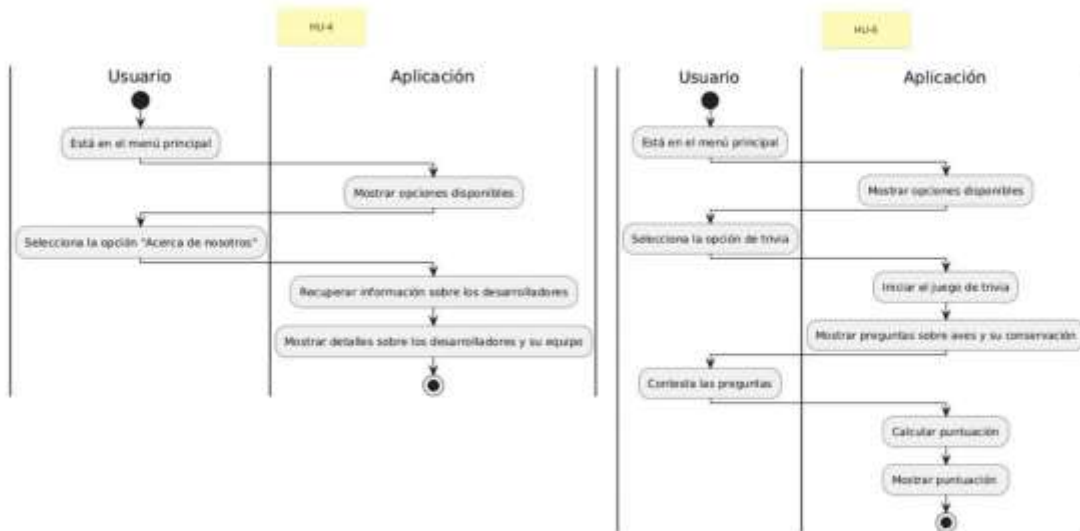 HU-4
Usuario
Aplicación
Está en el menú principal
Mostrar opciones disponibles
Selecciona la opción "Acerca de nosotros"
Recuperar información sobre los desarrolladores
Mostrar detalles sobre los desarrolladores y su equipo
Usuario
Aplicación
Está en el menú principal
Mostrar opciones disponibles
Selecciona la opción de trivia
Iniciar el juego de trivia
Mostrar preguntas sobre aves y su conservación
Contesta las preguntas
Calcular puntuación
Mostrar puntuación